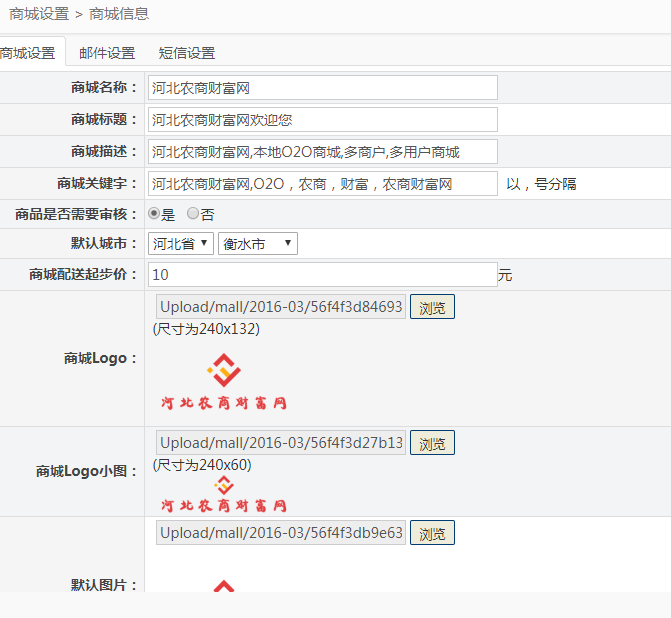 商城设置 > 商城信息
商城设置 邮件设置 短信设置
商城名称： 河北农商财富网
商城标题： 河北农商财富网欢迎您
商城描述： 河北农商财富网,本地O2O商城,多商户,多用户商城
商城关键字： 河北农商财富网,O2O，农商，财富，农商财富网 以，号分隔
商品是否需要审核： 是 否
默认城市： 河北省 衡水市
商城配送起步价： 10 元
Upload/mall/2016-03/56f4f3d84693 浏览
(尺寸为240x132)
商城Logo：
河北农商财富网
Upload/mall/2016-03/56f4f3d27b13 浏览
(尺寸为240x60)
商城Logo小图：
河北农商财富网
Upload/mall/2016-03/56f4f3db9e63 浏览
默认图片：